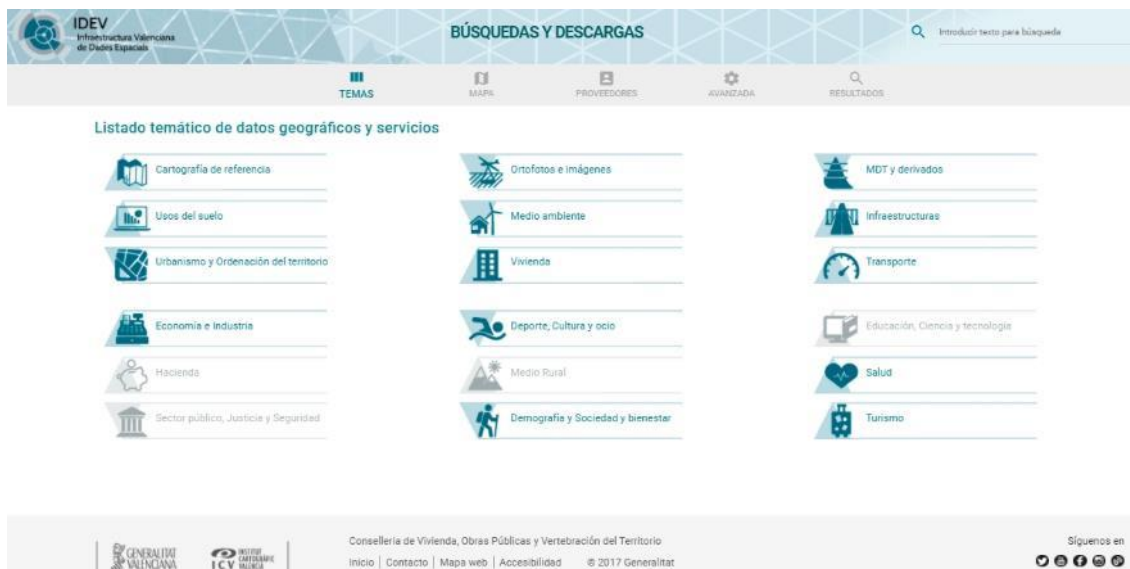 IDEV
Infraestructura Valenciana
de Dades Espacials
BÚSQUEDAS Y DESCARGAS
Introducir texto para búsqueda
TEMAS
MAPA
PROVEEDORES
AVANZADA
RESULTADOS
Listado temático de datos geográficos y servicios
Cartografía de referencia
Ortofotos e imágenes
MDT y derivados
Usos del suelo
Medio ambiente
Infraestructuras
Urbanismo y Ordenación del territorio
Vivienda
Transporte
Economía e Industria
Deporte, Cultura y ocio
Educación, Ciencia y tecnología
Hacienda
Medio Rural
Salud
Sector público, Justicia y Seguridad
Demografía y Sociedad y bienestar
Turismo
GENERALITAT
VALENCIANA
INSTITUT
CARTOGRÀFIC
ICV VALENCIÀ
Conselleria de Vivienda, Obras Públicas y Vertebración del Territorio
Inicio | Contacto | Mapa web | Accesibilidad © 2017 Generalitat
Síguenos en